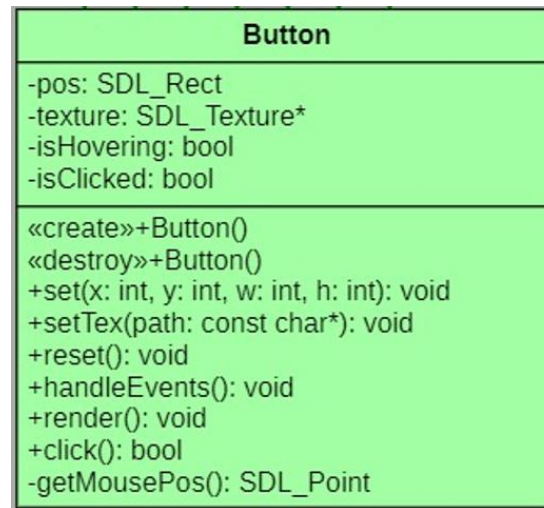 Button
-pos: SDL_Rect
-texture: SDL_Texture*
-isHovering: bool
-isClicked: bool
«create»+Button()
«destroy»+Button()
+set(x: int, y: int, w: int, h: int): void
+setTex(path: const char*): void
+reset(): void
+handleEvents(): void
+render(): void
+click(): bool
-getMousePos(): SDL_Point